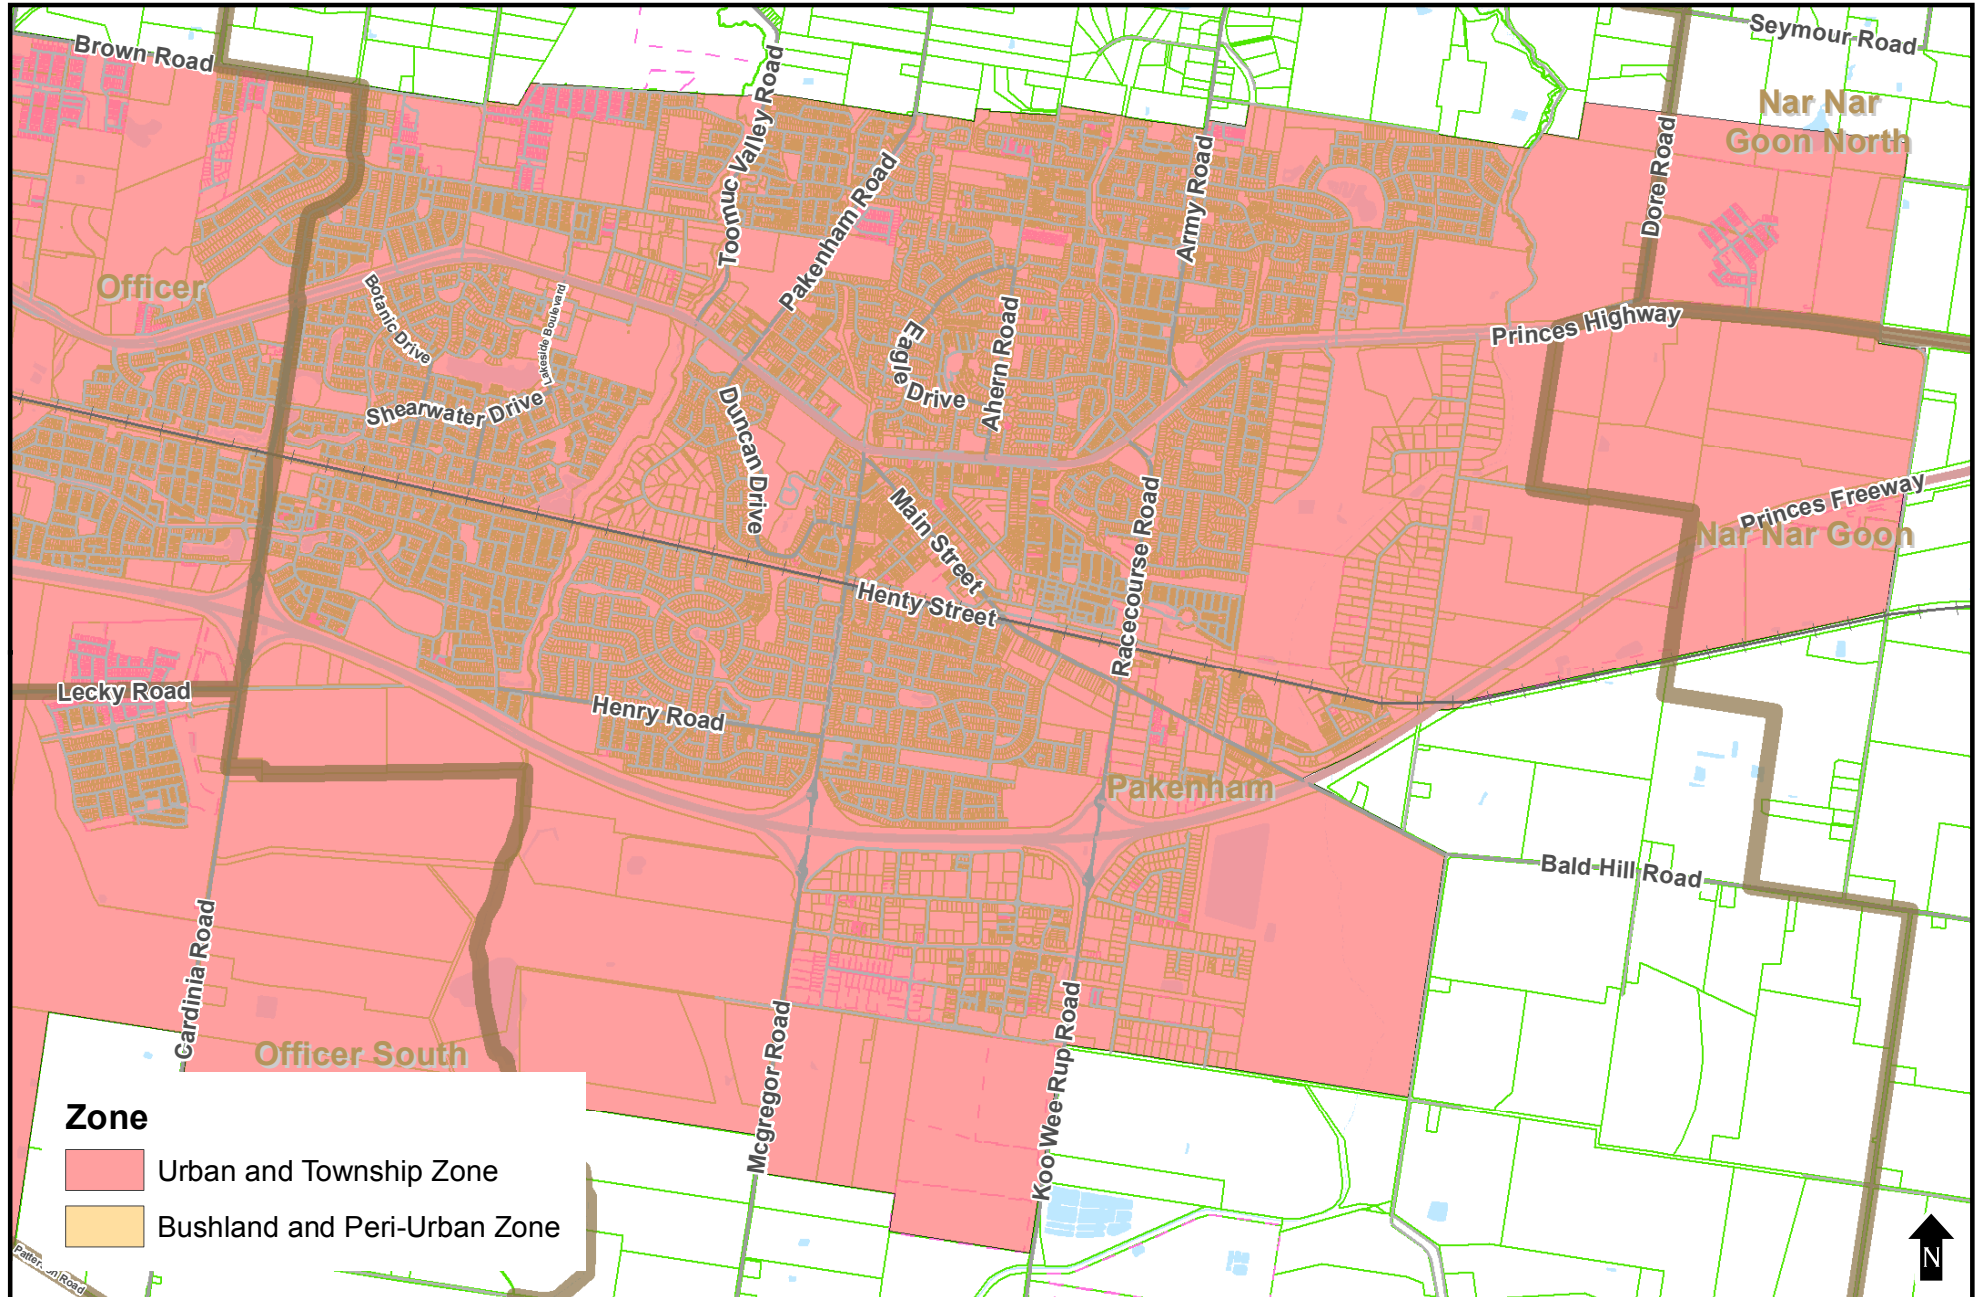 Seymour Road
Brown Road
Nar Nar
Goon North
Toomuc Valley Road
Pakenham Road
Army Road
Dore Road
Officer
Botanic Drive
Lakeside Boulevard
Princes Highway
Eagle Drive
Ahern Road
Shearwater Drive
Duncan Drive
Main Street
Racecourse Road
Princes Freeway
Nar Nar Goon
Henty Street
Lecky Road
Henry Road
Pakenham
Bald Hill Road
Cardinia Road
Officer South
Mcgregor Road
Koo Wee Rup Road
Zone
Urban and Township Zone
Bushland and Peri-Urban Zone
Road
N